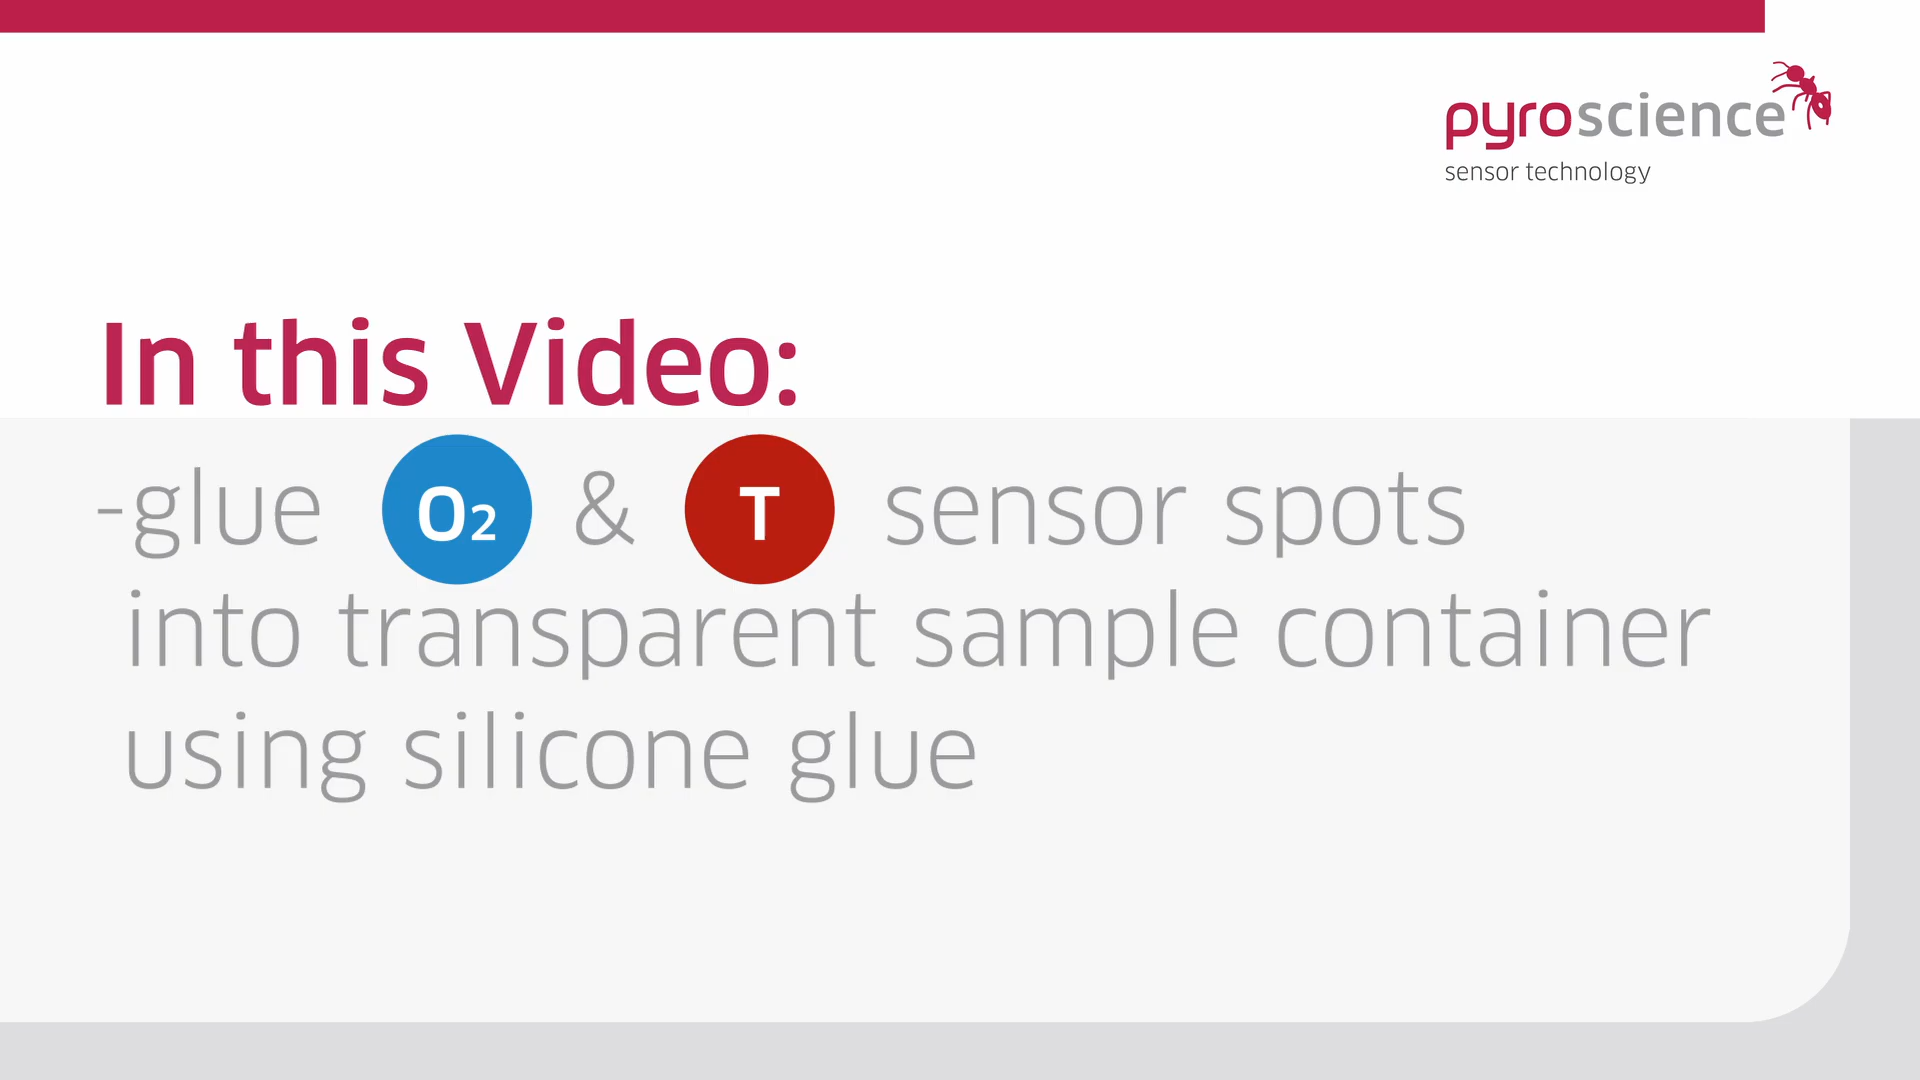 pyroscience
sensor technology
In this Video:
-glue O₂ & T sensor spots
into transparent sample container
using silicone glue